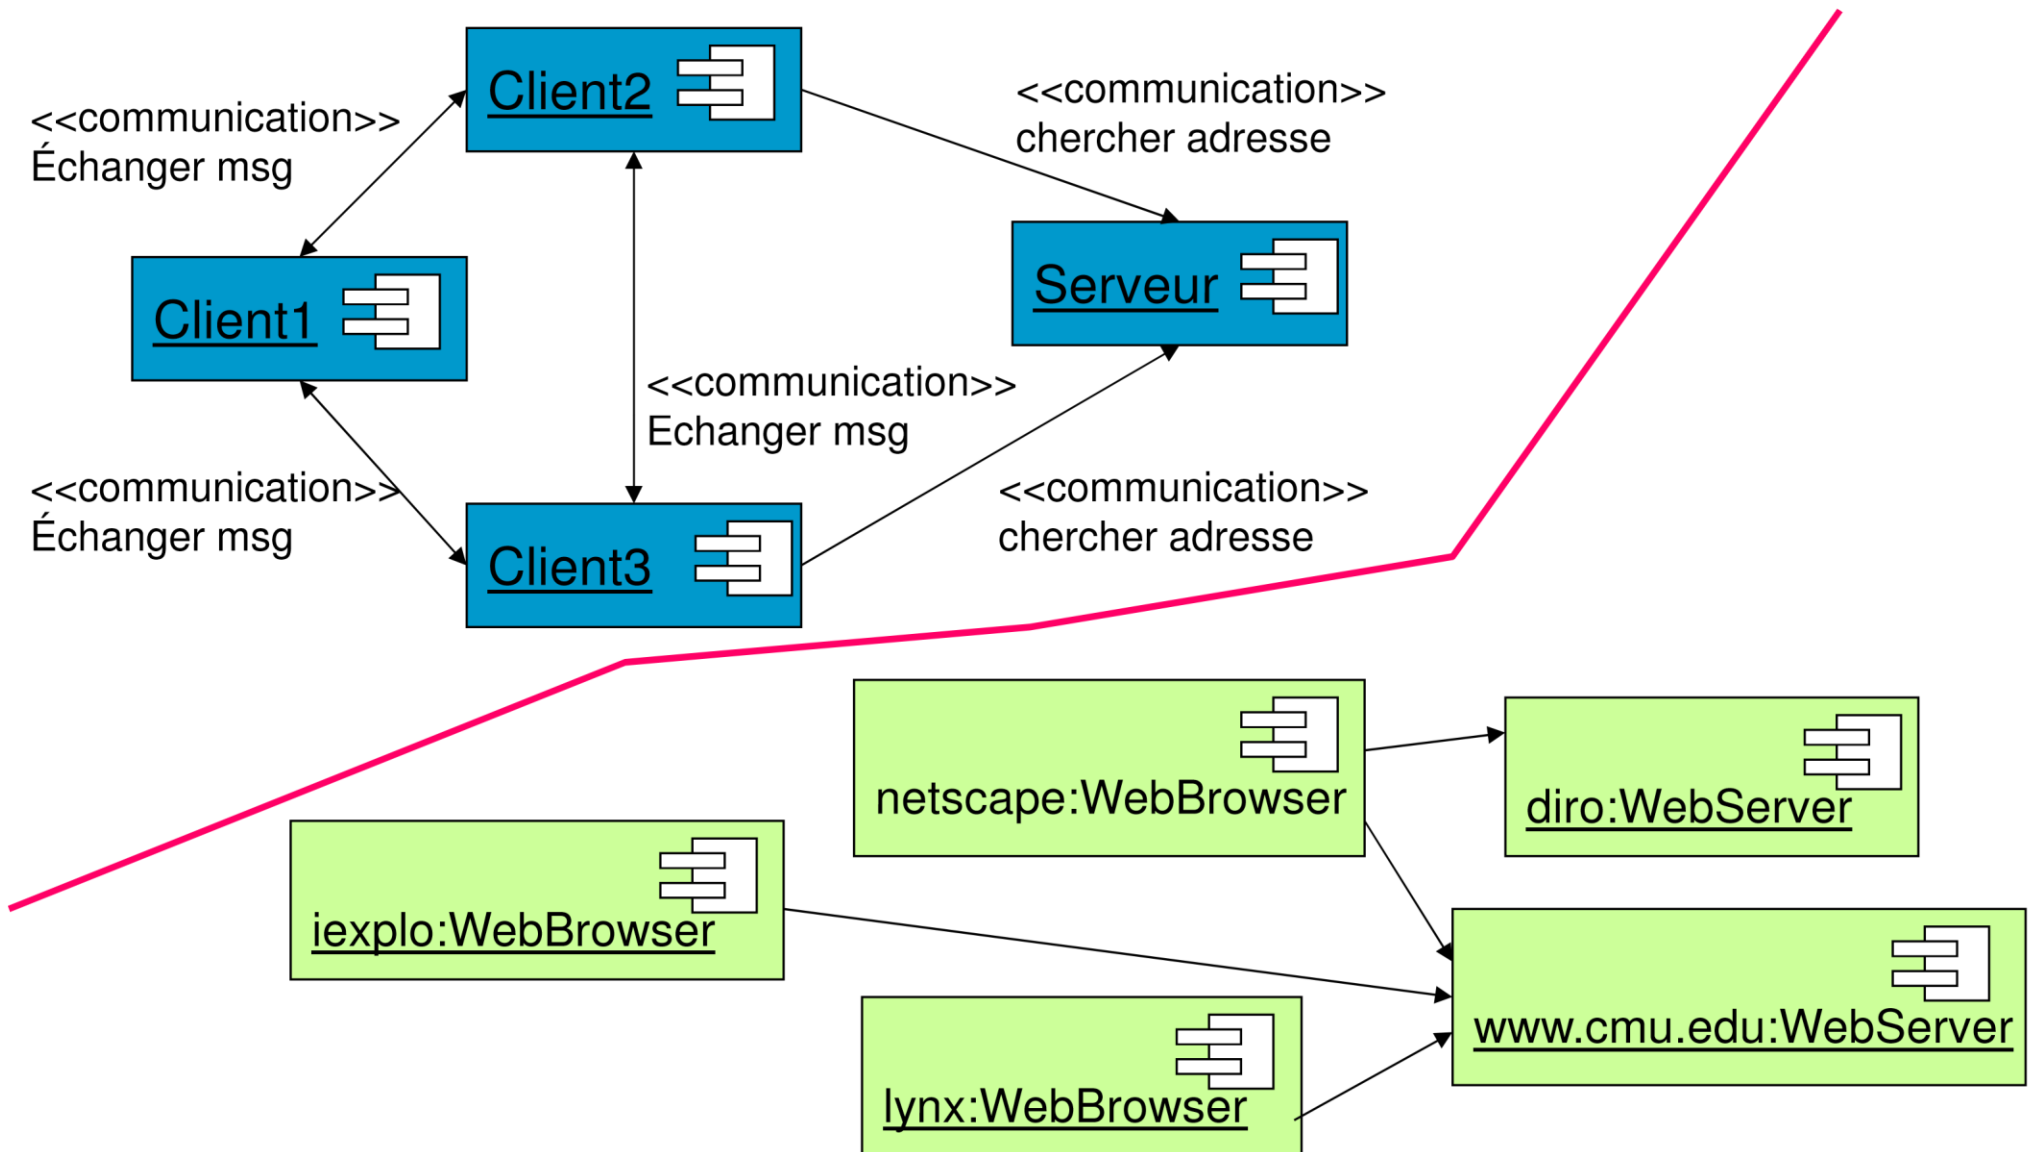 Client2
<<communication>>
chercher adresse
<<communication>>
Échanger msg
Serveur
Client1
<<communication>>
Echanger msg
<<communication>>
Échanger msg
<<communication>>
chercher adresse
Client3
netscape:WebBrowser
diro:WebServer
iexplo:WebBrowser
www.cmu.edu:WebServer
lynx:WebBrowser